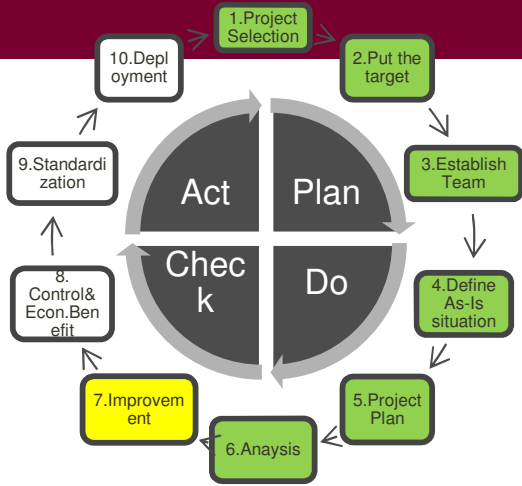 1.Project
Selection
2.Put the
target
3.Establish
Team
4.Define
As-Is
situation
5.Project
Plan
6.Anaysis
7.Improvem
ent
8.
Control&
Econ.Ben
efit
9.Standardi
zation
10.Depl
oyment
Act
Plan
Chec
k
Do